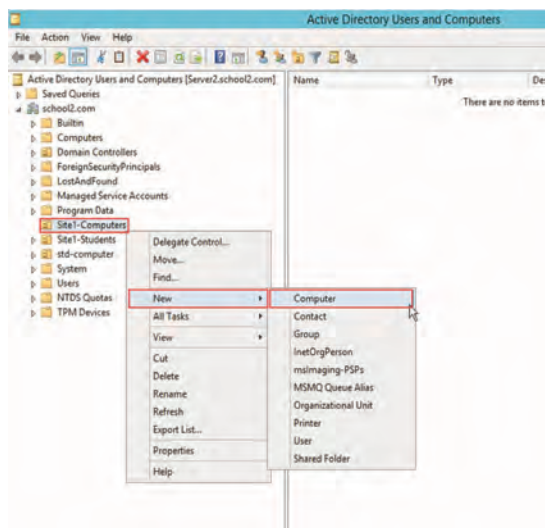 Active Directory Users and Computers
File Action View Help
Active Directory Users and Computers [Server2.school2.com]
Name Type
There are no items
Saved Queries
school2.com
Builtin
Computers
Domain Controllers
ForeignSecurityPrincipals
LostAndFound
Managed Service Accounts
Program Data
Site1-Computers
Site1-Students
std-computer
System
Users
NTDS Quotas
TPM Devices
Delegate Control...
Move...
Find...
New
All Tasks
View
Cut
Delete
Rename
Refresh
Export List...
Properties
Help
Computer
Contact
Group
InetOrgPerson
msImaging-PSPs
MSMQ Queue Alias
Organizational Unit
Printer
User
Shared Folder